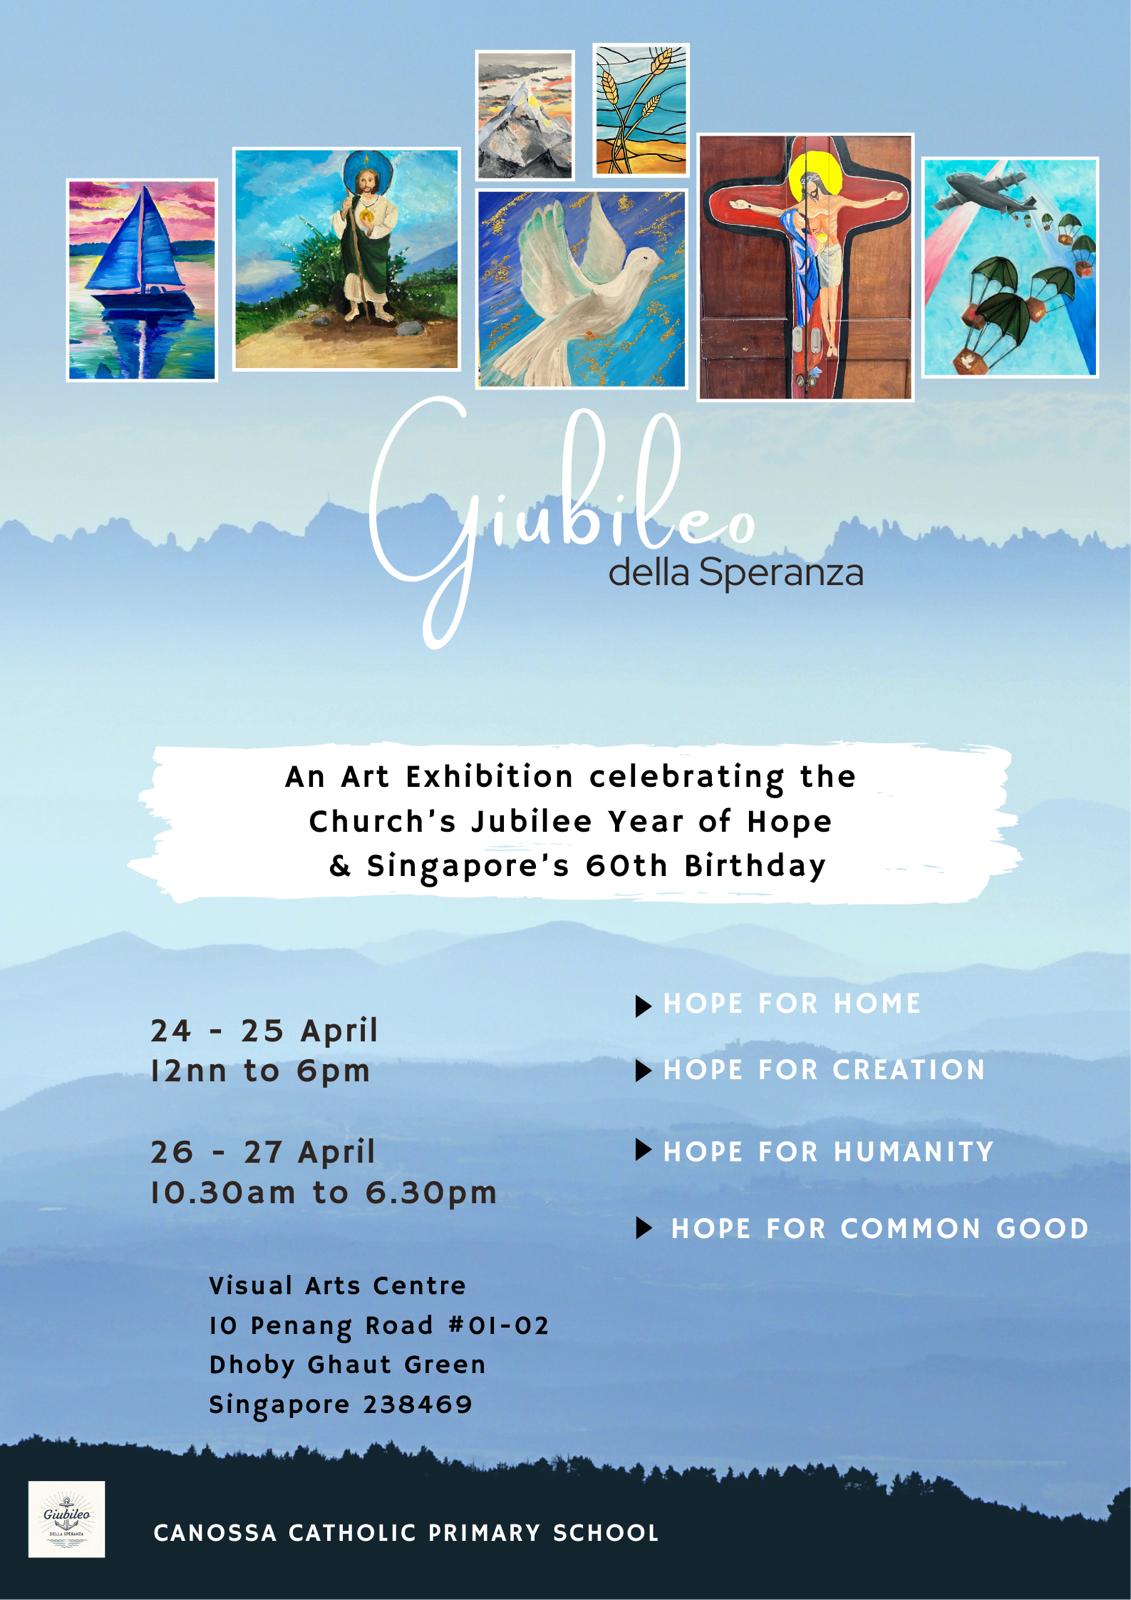 Giubileo
della Speranza
An Art Exhibition celebrating the
Church's Jubilee Year of Hope
& Singapore's 60th Birthday
24 - 25 April
12nn to 6pm
26 - 27 April
10.30am to 6.30pm
HOPE FOR HOME
HOPE FOR CREATION
HOPE FOR HUMANITY
HOPE FOR COMMON GOOD
Visual Arts Centre
10 Penang Road #01-02
Dhoby Ghaut Green
Singapore 238469
Giubileo
DELLA SPERANZA
CANOSSA CATHOLIC PRIMARY SCHOOL